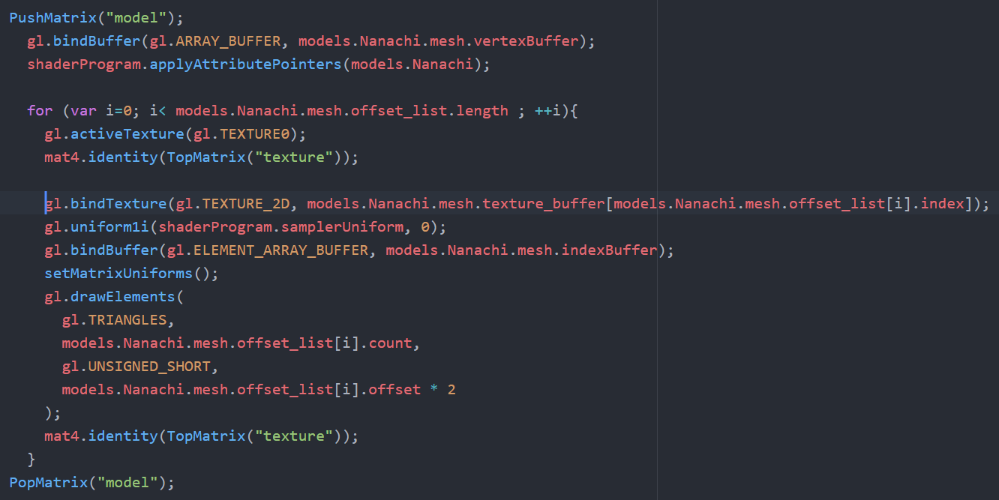 PushMatrix("model");
gl.bindBuffer(gl.ARRAY_BUFFER, models.Nanachi.mesh.vertexBuffer);
shaderProgram.applyAttributePointers(models.Nanachi);
for (var i=0; i< models.Nanachi.mesh.offset_list.length ; ++i){
gl.activeTexture(gl.TEXTURE0);
mat4.identity(TopMatrix("texture"));
gl.bindTexture(gl.TEXTURE_2D, models.Nanachi.mesh.texture_buffer[models.Nanachi.mesh.offset_list[i].index]);
gl.uniform1i(shaderProgram.samplerUniform, 0);
gl.bindBuffer(gl.ELEMENT_ARRAY_BUFFER, models.Nanachi.mesh.indexBuffer);
setMatrixUniforms();
gl.drawElements(
gl.TRIANGLES,
models.Nanachi.mesh.offset_list[i].count,
gl.UNSIGNED_SHORT,
models.Nanachi.mesh.offset_list[i].offset * 2
);
mat4.identity(TopMatrix("texture"));
}
PopMatrix("model");